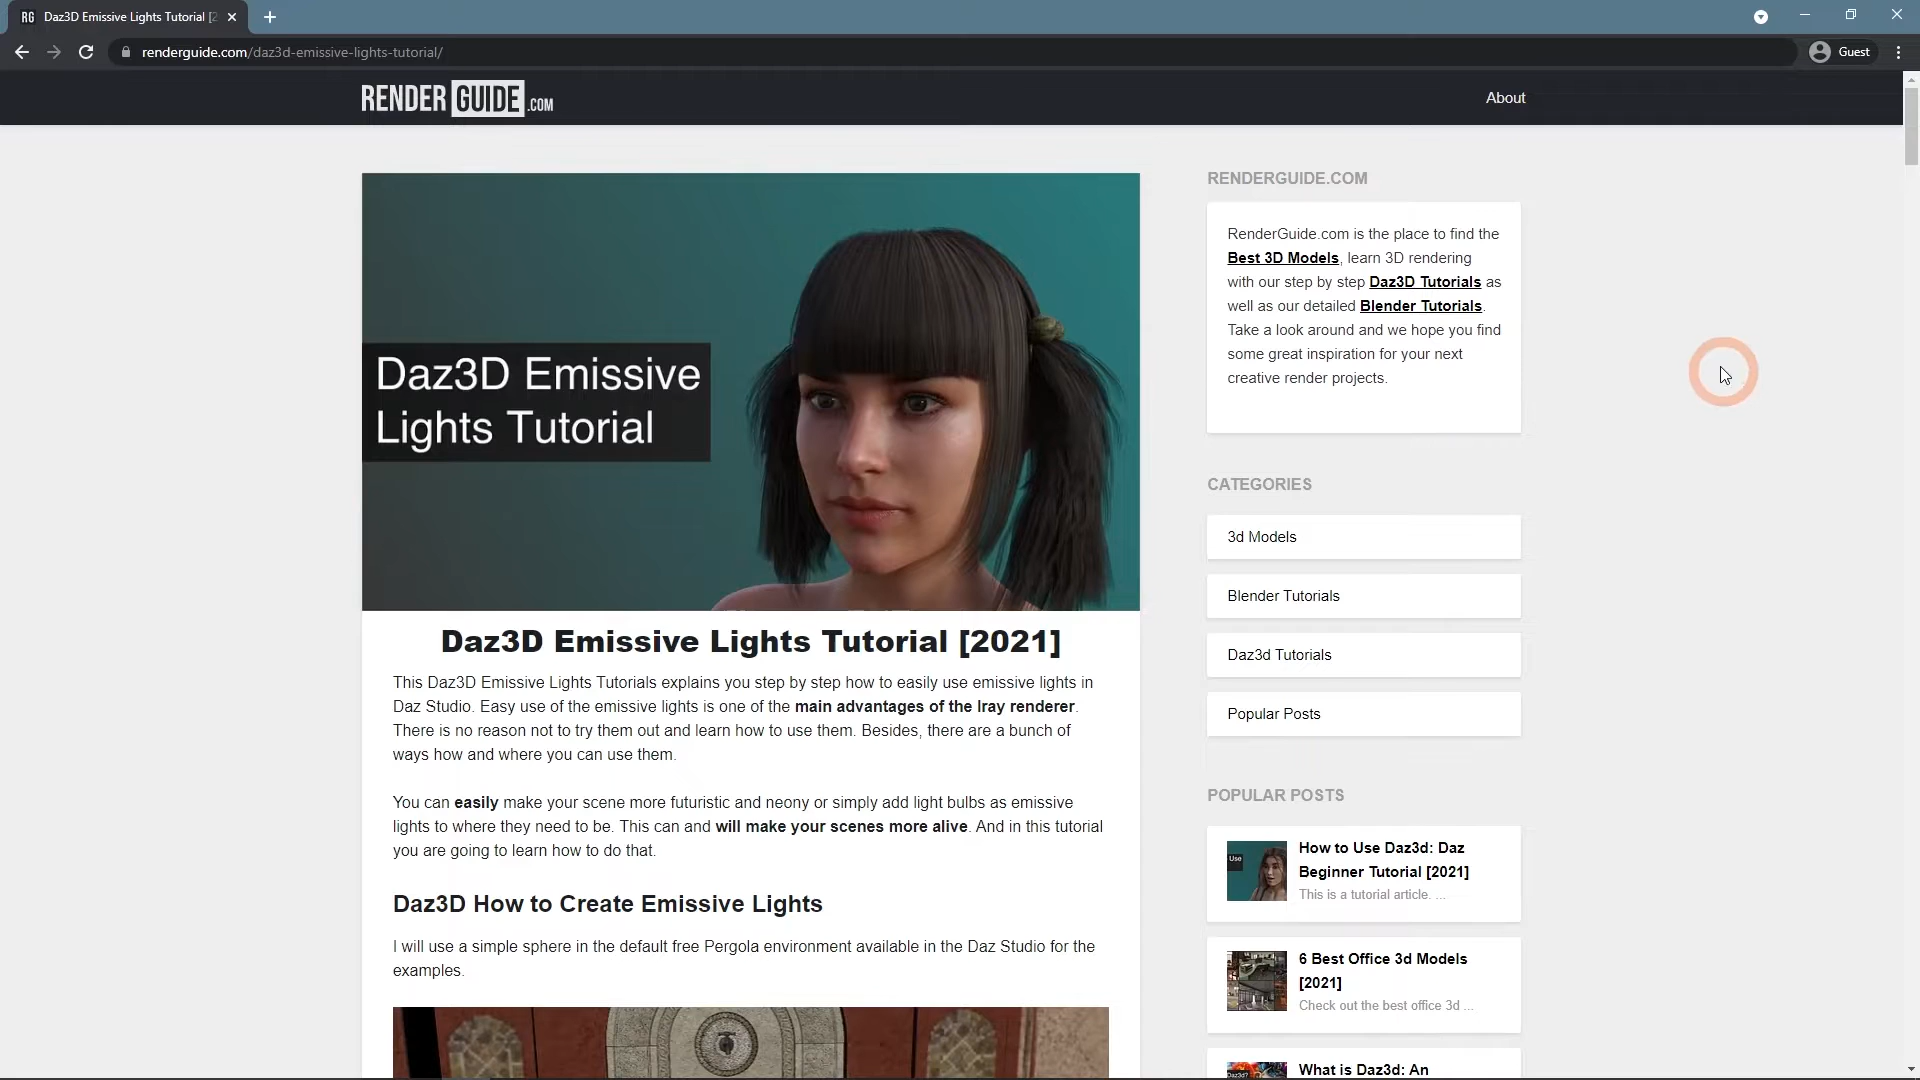 RG Daz3D Emissive Lights Tutorial [2
renderguide.com/daz3d-emissive-lights-tutorial/
Guest
RENDER GUIDE .COM
About
Daz3D Emissive
Lights Tutorial
Daz3D Emissive Lights Tutorial [2021]
This Daz3D Emissive Lights Tutorials explains you step by step how to easily use emissive lights in
Daz Studio. Easy use of the emissive lights is one of the main advantages of the Iray renderer.
There is no reason not to try them out and learn how to use them. Besides, there are a bunch of
ways how and where you can use them.
You can easily make your scene more futuristic and neony or simply add light bulbs as emissive
lights to where they need to be. This can and will make your scenes more alive. And in this tutorial
you are going to learn how to do that.
Daz3D How to Create Emissive Lights
I will use a simple sphere in the default free Pergola environment available in the Daz Studio for the
examples.
RENDERGUIDE.COM
RenderGuide.com is the place to find the
Best 3D Models, learn 3D rendering
with our step by step Daz3D Tutorials as
well as our detailed Blender Tutorials.
Take a look around and we hope you find
some great inspiration for your next
creative render projects.
CATEGORIES
3d Models
Blender Tutorials
Daz3d Tutorials
Popular Posts
POPULAR POSTS
Use
How to Use Daz3d: Daz
Beginner Tutorial [2021]
This is a tutorial article. ...
6 Best Office 3d Models
[2021]
Check out the best office 3d ...
Daz3d?
What is Daz3d: An